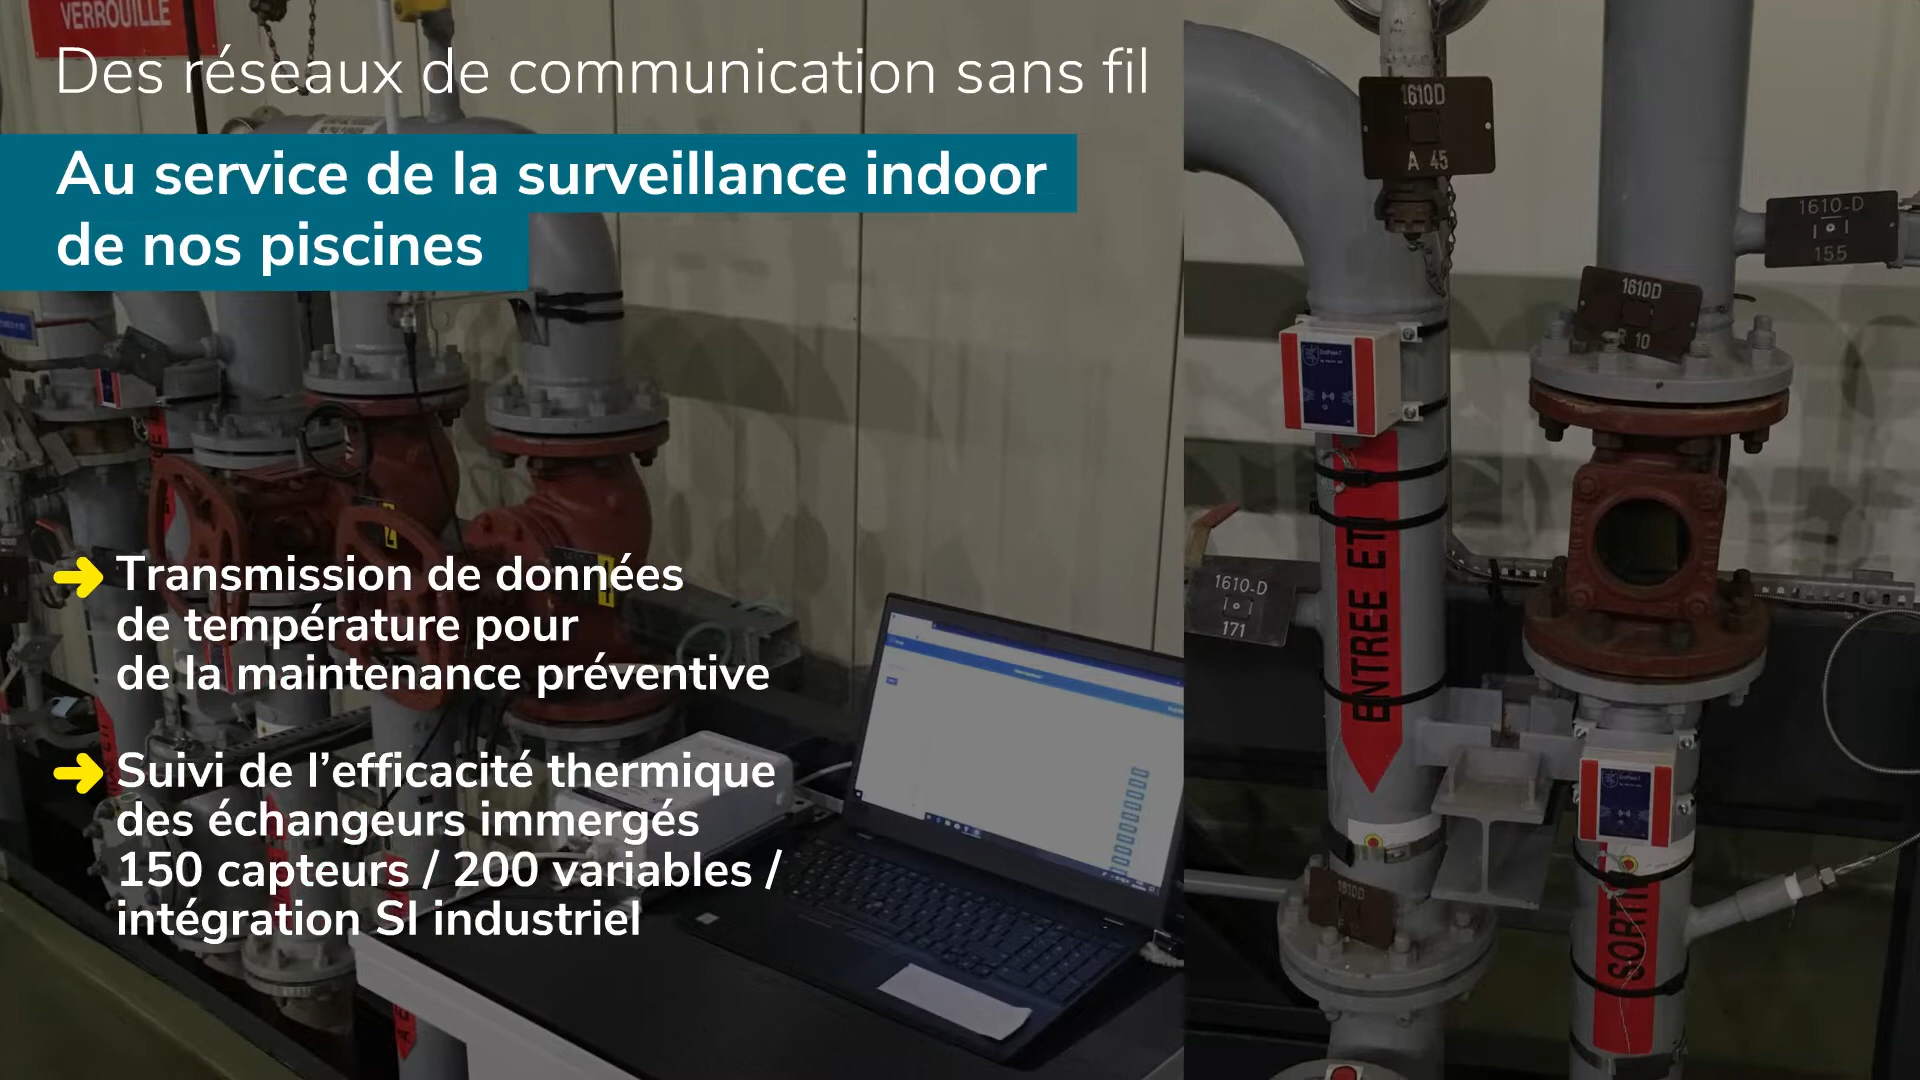 VERROUILLÉ
Des réseaux de communication sans fil
Au service de la surveillance indoor
de nos piscines
Transmission de données
de température pour
de la maintenance préventive
Suivi de l’efficacité thermique
des échangeurs immergés
150 capteurs / 200 variables /
intégration SI industriel
1610D
A 45
1610-D
155
1610D
R 10
1610-D
171
ENTREE
1610D
SORTI